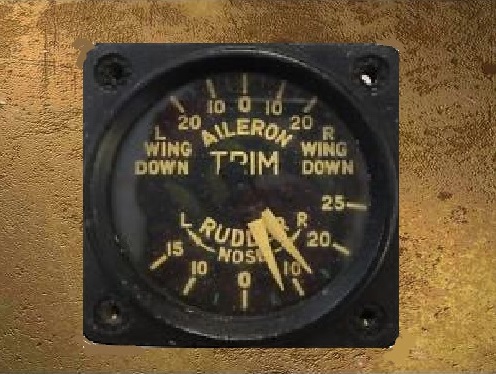 10 0 10
20 20
AILERON
L R
WING WING
DOWN DOWN
TRIM
25
L R
RUDDER
15 20
NOSE
10 10
0